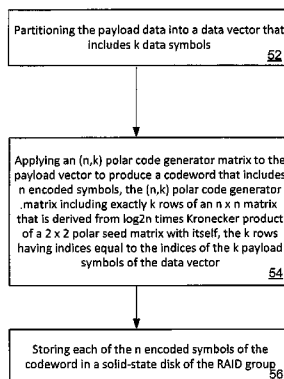 Partitioning the payload data into a data vector that
includes k data symbols
52
Applying an (n,k) polar code generator matrix to the
payload vector to produce a codeword that includes
n encoded symbols, the (n,k) polar code generator
.matrix including exactly k rows of an n x n matrix
that is derived from log2n times Kronecker product
of a 2 x 2 polar seed matrix with itself, the k rows
having indices equal to the indices of the k payload
symbols of the data vector
54
Storing each of the n encoded symbols of the
codeword in a solid-state disk of the RAID group
56